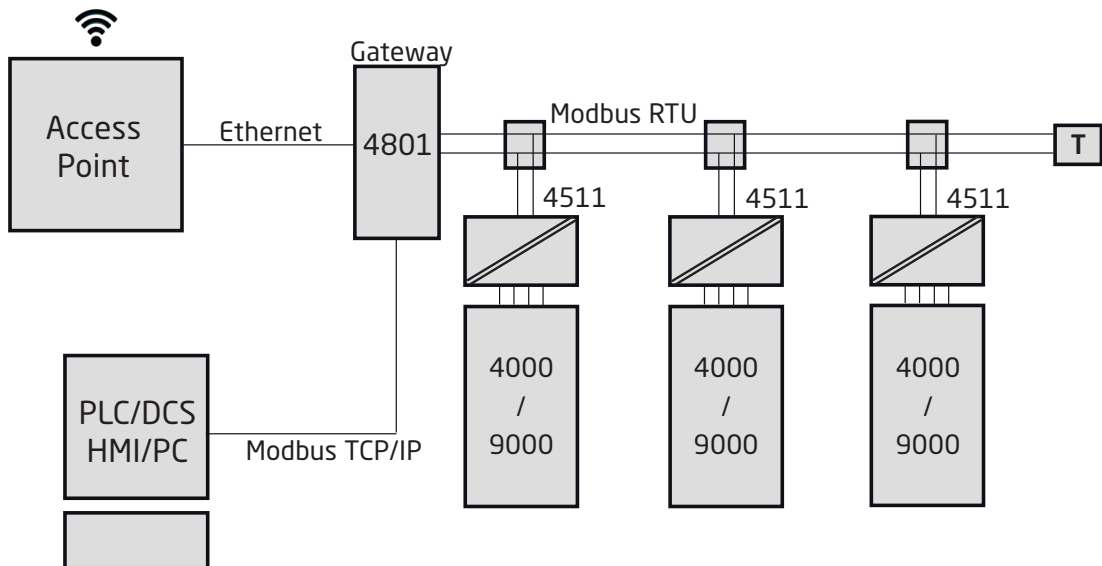 Gateway
Access
Point
Ethernet
4801
Modbus RTU
T
4511
4511
4511
4000
/
9000
4000
/
9000
4000
/
9000
PLC/DCS
HMI/PC
Modbus TCP/IP